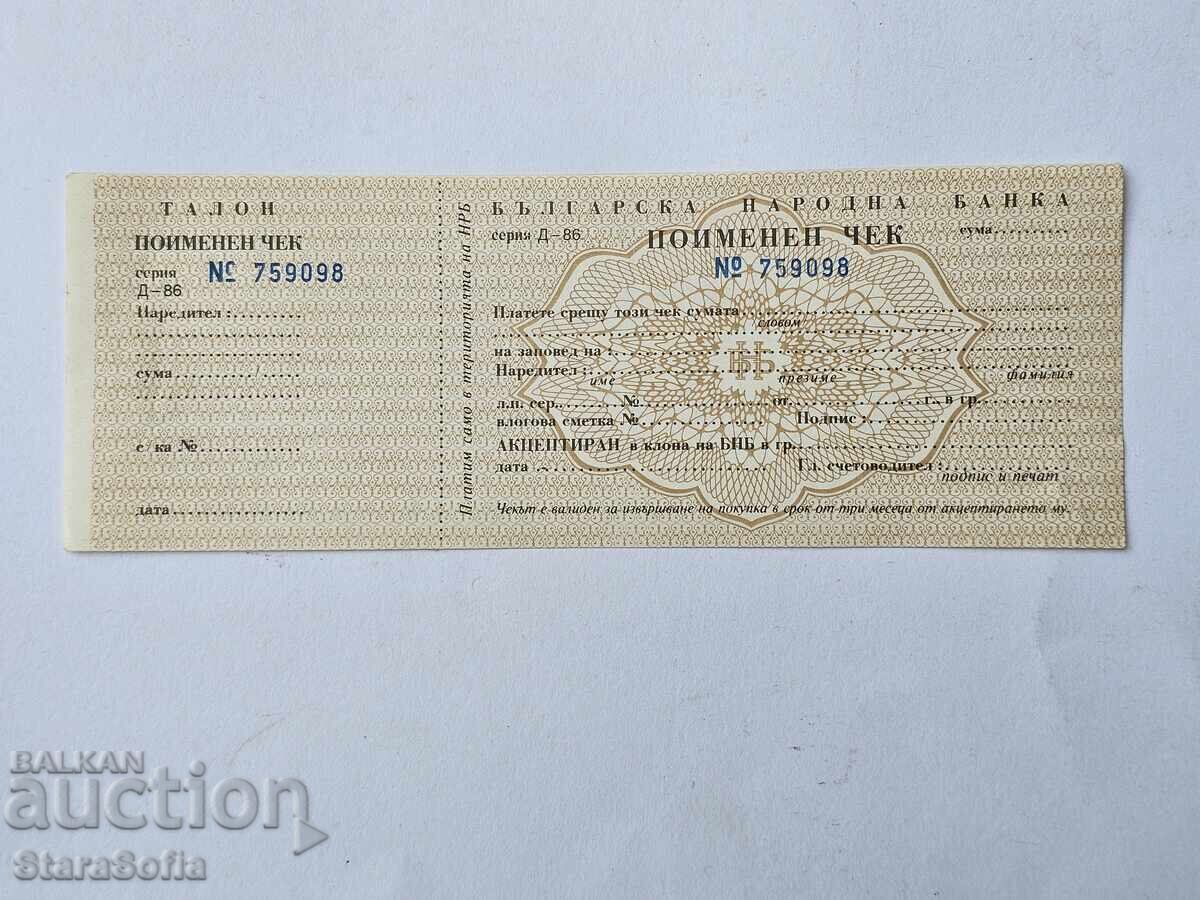 ТАЛОН
ПОИМЕНЕН ЧЕК
серия № 759098
Д-86
Наредител :
сума
с/ка №
дата
Платим само в територията на НРБ
БЪЛГАРСКА НАРОДНА БАНКА
серия Д-86 ПОИМЕНЕН ЧЕК сума
№ 759098
Платете срещу този чек сумата
словом
на заповед на :
Наредител :
име презиме фамилия
л.п. сер. № от г., в гр.
влогова сметка № Подпис :
АКЦЕПТИРАН в клона на БНБ в гр.
дата Гл. счетоводител :
подпис и печат
Чекът е валиден за извършване на покупка в срок от три месеца от акцептирането му.
БНБ
BALKAN
auction
StaraSofia